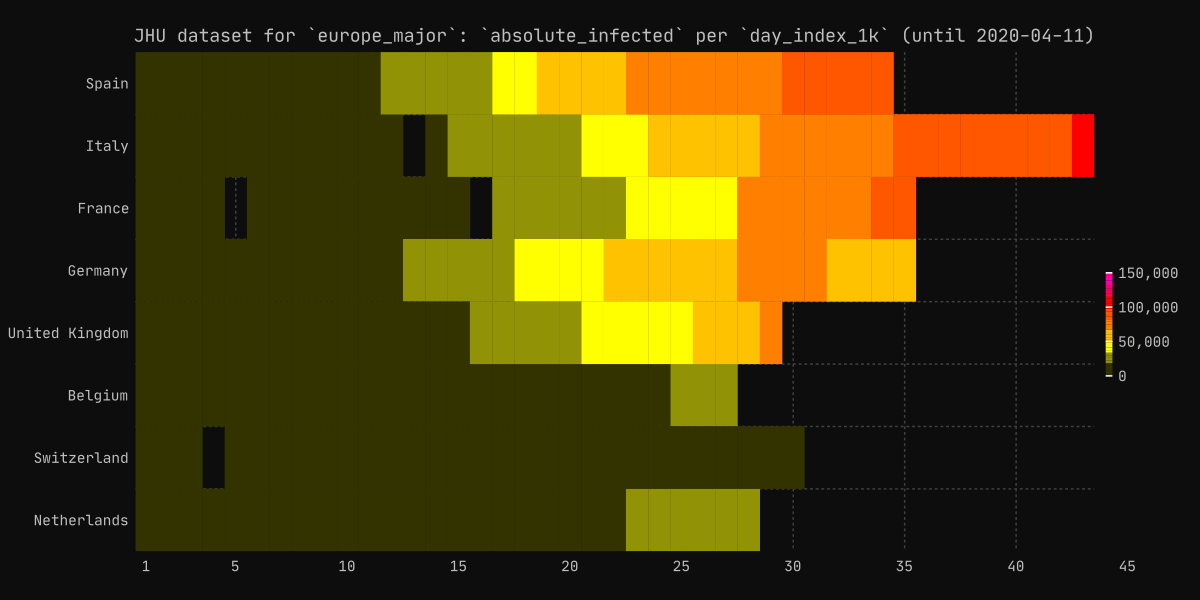 JHU dataset for `europe_major`: `absolute_infected` per `day_index_1k` (until 2020-04-11)
Spain
Italy
France
Germany
United Kingdom
Belgium
Switzerland
Netherlands
150,000
100,000
50,000
0
1 5 10 15 20 25 30 35 40 45